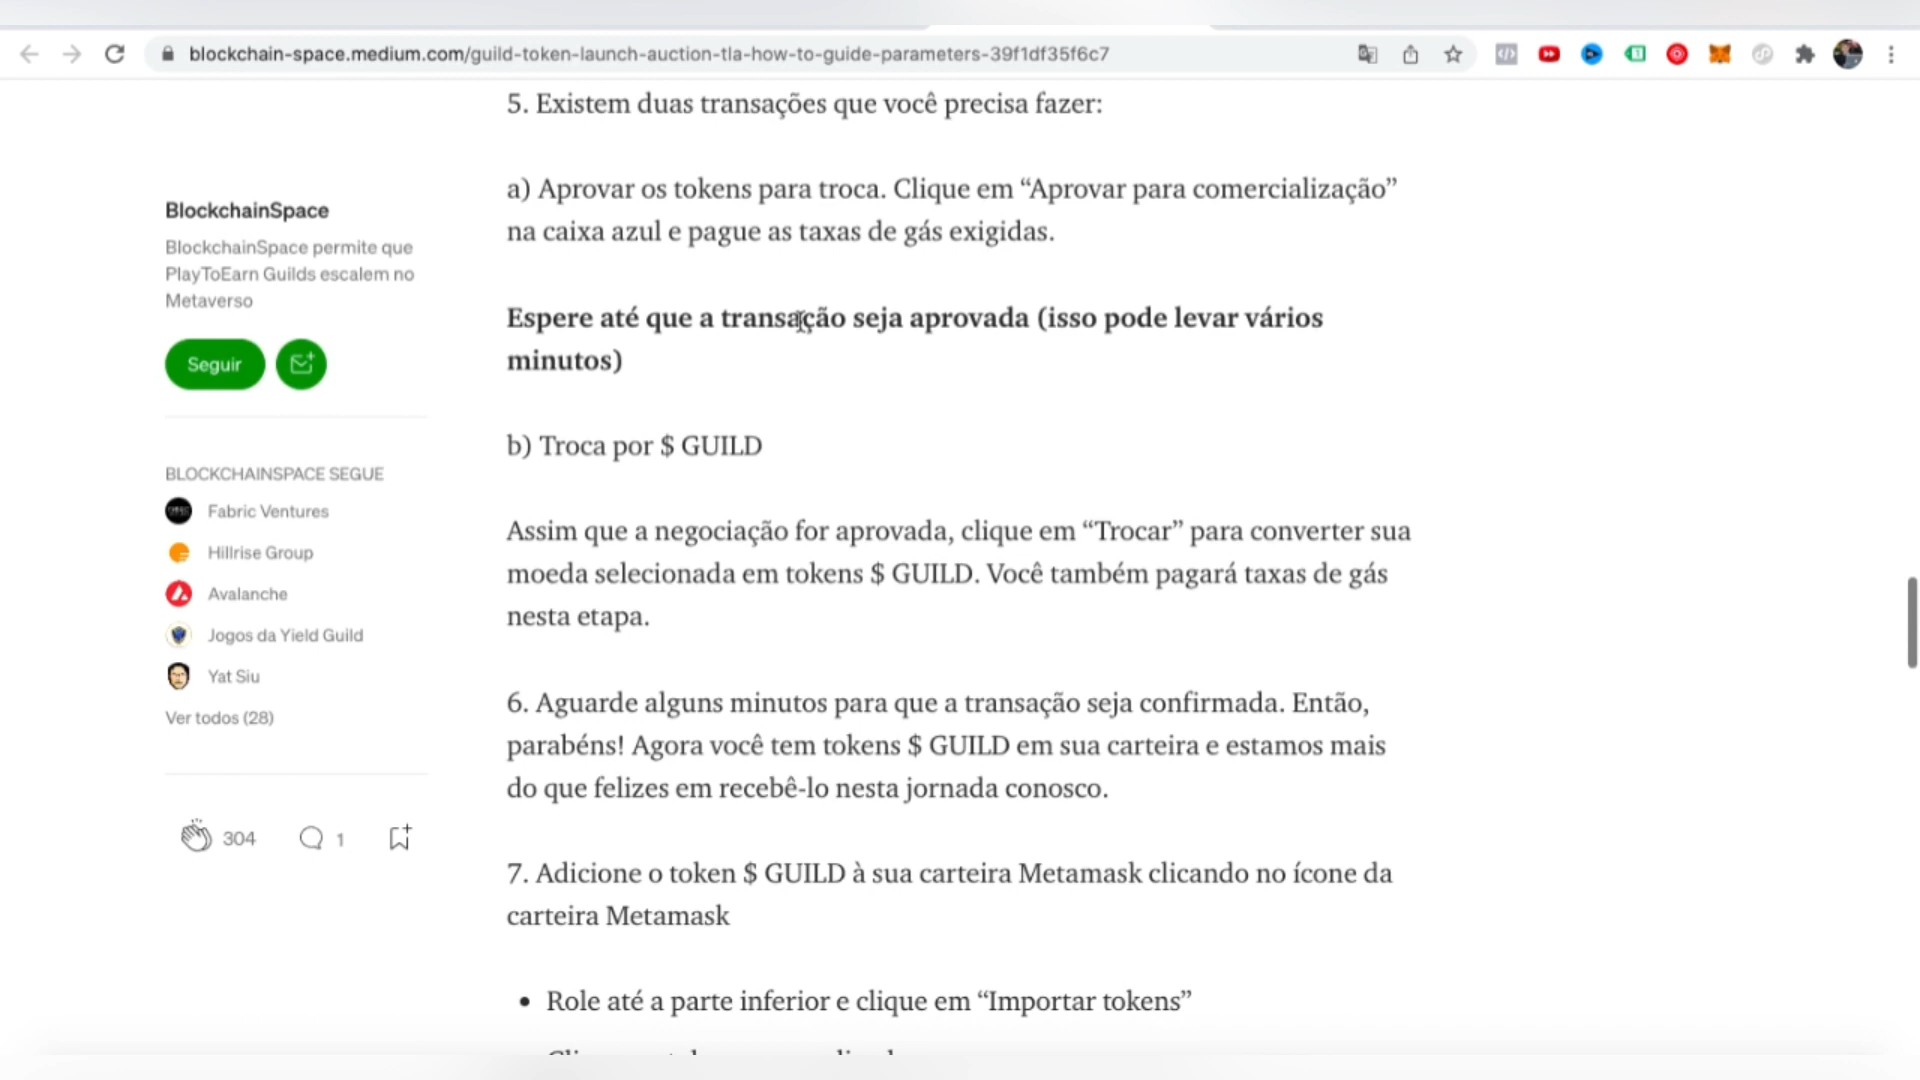 blockchain-space.medium.com/guild-token-launch-auction-tla-how-to-guide-parameters-39f1df35f6c7
5. Existem duas transações que você precisa fazer:
a) Aprovar os tokens para troca. Clique em “Aprovar para comercialização”
na caixa azul e pague as taxas de gás exigidas.
Espere até que a transação seja aprovada (isso pode levar vários
minutos)
b) Troca por $ GUILD
Assim que a negociação for aprovada, clique em “Trocar” para converter sua
moeda selecionada em tokens $ GUILD. Você também pagará taxas de gás
nesta etapa.
6. Aguarde alguns minutos para que a transação seja confirmada. Então,
parabéns! Agora você tem tokens $ GUILD em sua carteira e estamos mais
do que felizes em recebê-lo nesta jornada conosco.
7. Adicione o token $ GUILD à sua carteira Metamask clicando no ícone da
carteira Metamask
• Role até a parte inferior e clique em “Importar tokens”
BlockchainSpace
BlockchainSpace permite que
PlayToEarn Guilds escalem no
Metaverso
Seguir
BLOCKCHAINSPACE SEGUE
Fabric Ventures
Hillrise Group
Avalanche
Jogos da Yield Guild
Yat Siu
Ver todos (28)
304
1